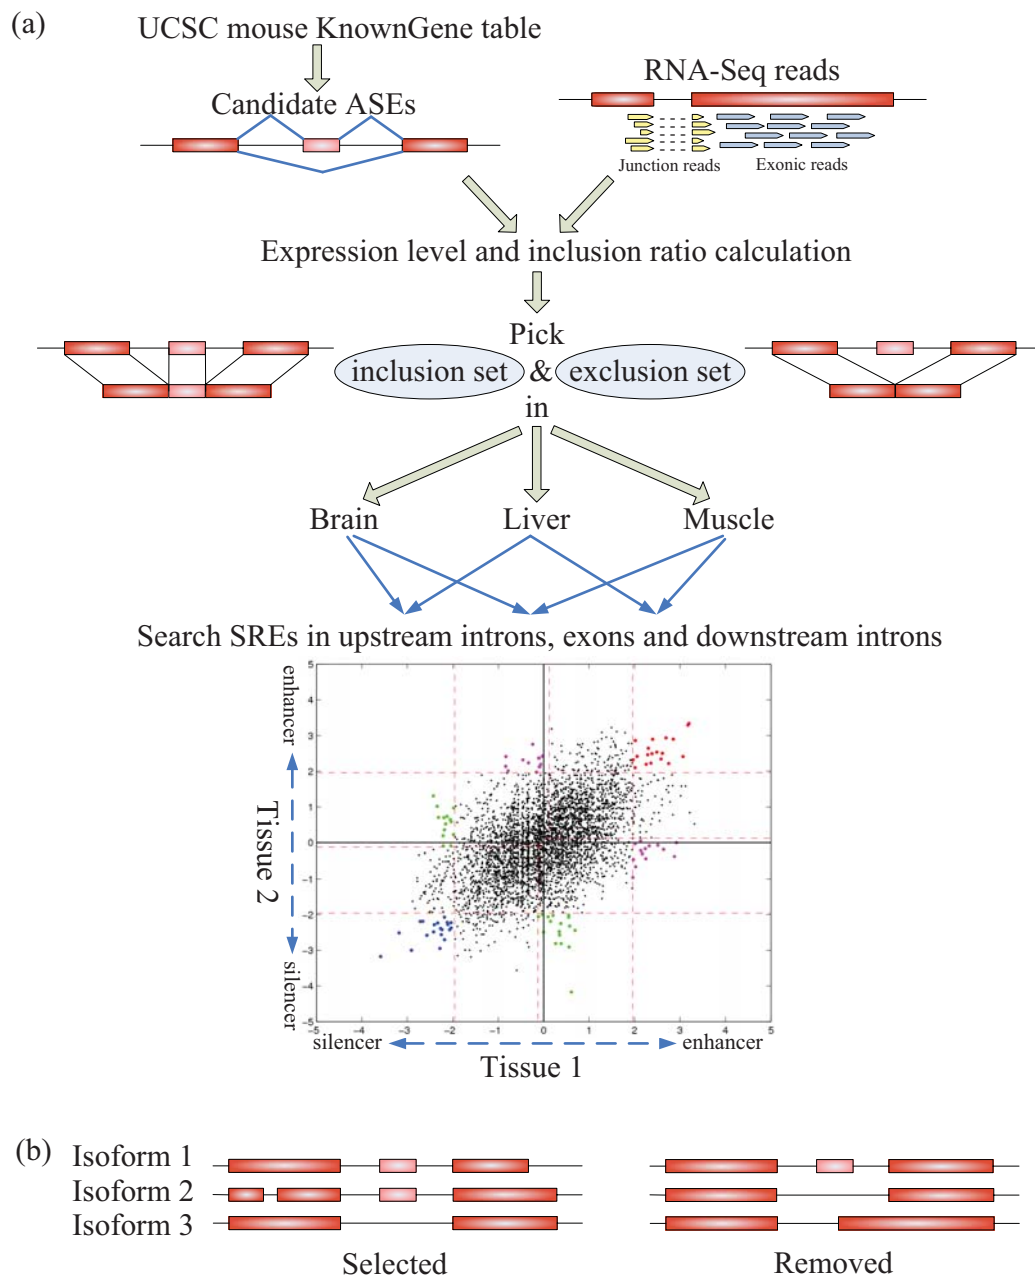 (a)
UCSC mouse KnownGene table
Candidate ASEs
RNA-Seq reads
Junction reads
Exonic reads
Expression level and inclusion ratio calculation
Pick
inclusion set & exclusion set
in
Brain
Liver
Muscle
Search SREs in upstream introns, exons and downstream introns
enhancer
Tissue 2
silencer
5
4
3
2
1
0
−1
−2
−3
−4
−5
−5 −4 −3 −2 −1 0 1 2 3 4 5
silencer
enhancer
Tissue 1
(b)
Isoform 1
Isoform 2
Isoform 3
Selected
Removed